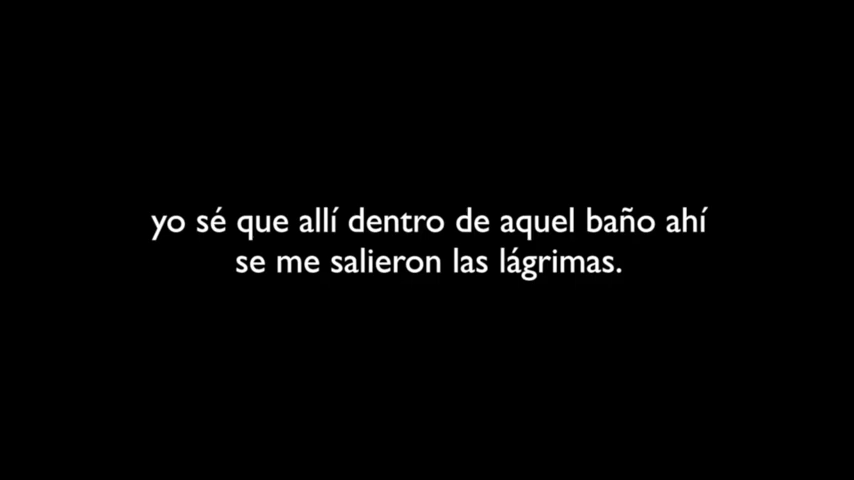 yo sé que allí dentro de aquel baño ahí
se me salieron las lágrimas.